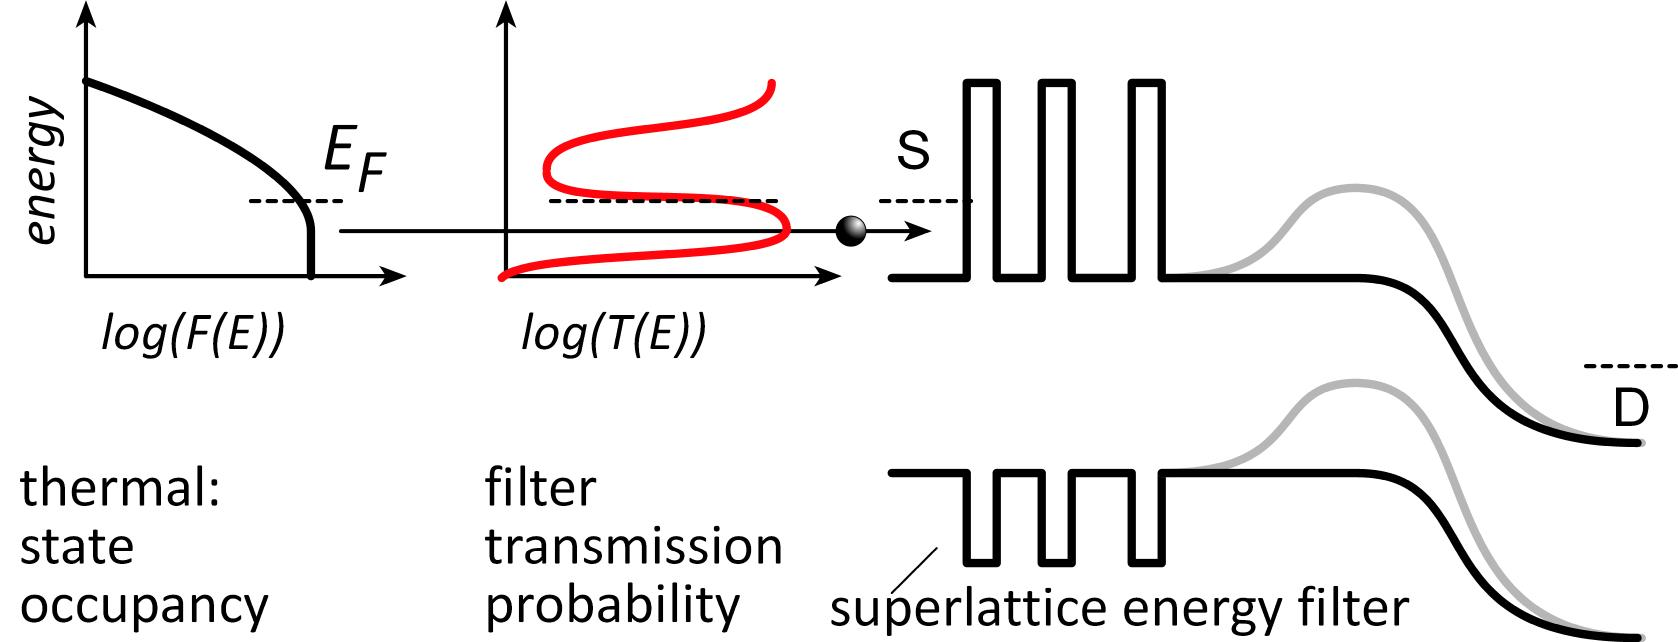 energy
E_F
log(F(E))
log(T(E))
S
D
thermal:
state
occupancy
filter
transmission
probability
superlattice energy filter